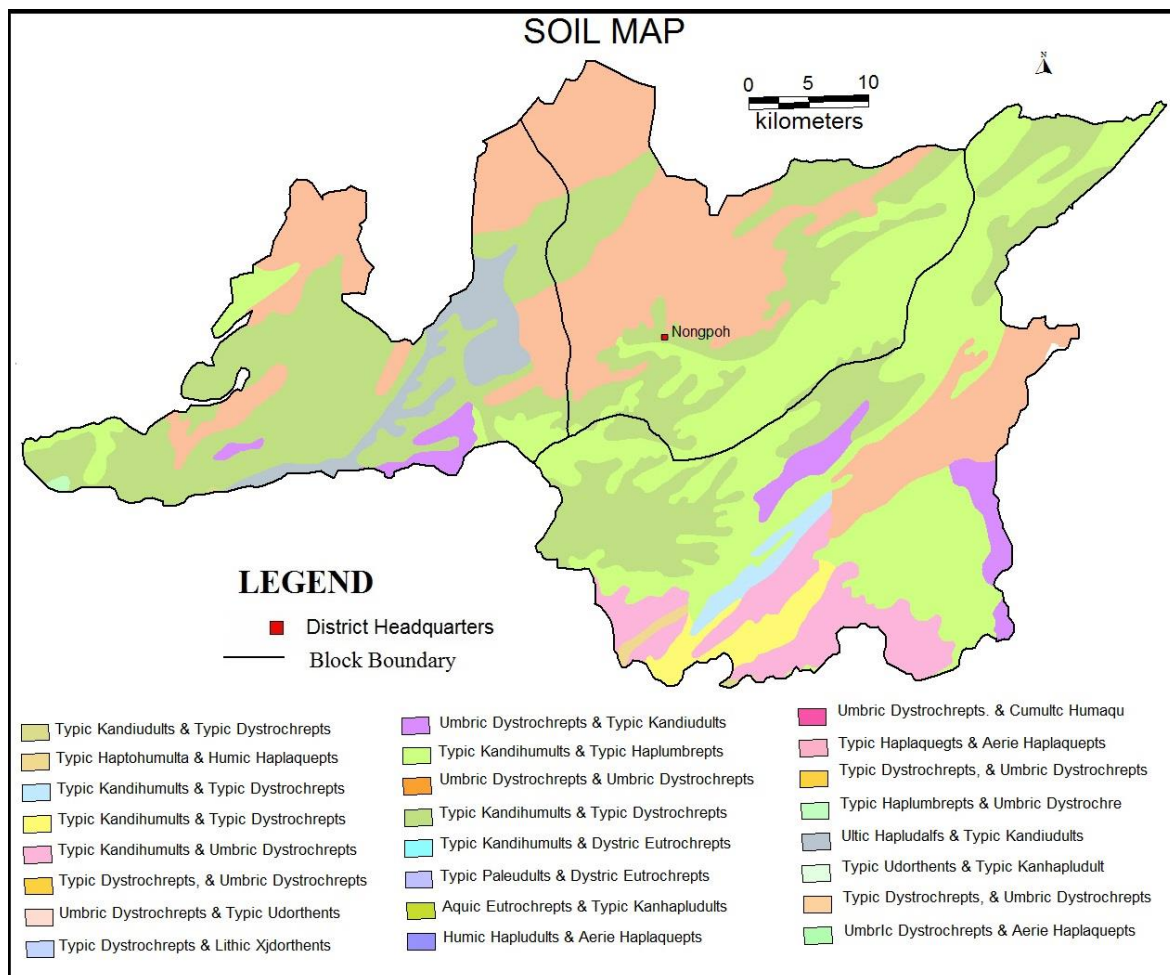 SOIL MAP
N
0 5 10
kilometers
Nongpoh
LEGEND
District Headquarters
Block Boundary
Typic Kandiudults & Typic Dystrochrepts
Typic Haptohumulta & Humic Haplaquepts
Typic Kandihumults & Typic Dystrochrepts
Typic Kandihumults & Typic Dystrochrepts
Typic Kandihumults & Umbric Dystrochrepts
Typic Dystrochrepts, & Umbric Dystrochrepts
Umbric Dystrochrepts & Typic Udorthents
Typic Dystrochrepts & Lithic Xjdorthents
Umbric Dystrochrepts & Typic Kandiudults
Typic Kandihumults & Typic Haplumbrepts
Umbric Dystrochrepts & Umbric Dystrochrepts
Typic Kandihumults & Typic Dystrochrepts
Typic Kandihumults & Dystric Eutrochrepts
Typic Paleudults & Dystric Eutrochrepts
Aquic Eutrochrepts & Typic Kanhapludults
Humic Hapludults & Aerie Haplaquepts
Umbric Dystrochrepts. & Cumultc Humaqu
Typic Haplaquegts & Aerie Haplaquepts
Typic Dystrochrepts, & Umbric Dystrochrepts
Typic Haplumbrepts & Umbric Dystrochre
Ultic Hapludalfs & Typic Kandiudults
Typic Udorthents & Typic Kanhapludult
Typic Dystrochrepts, & Umbric Dystrochrepts
UmbrIc Dystrochrepts & Aerie Haplaquepts